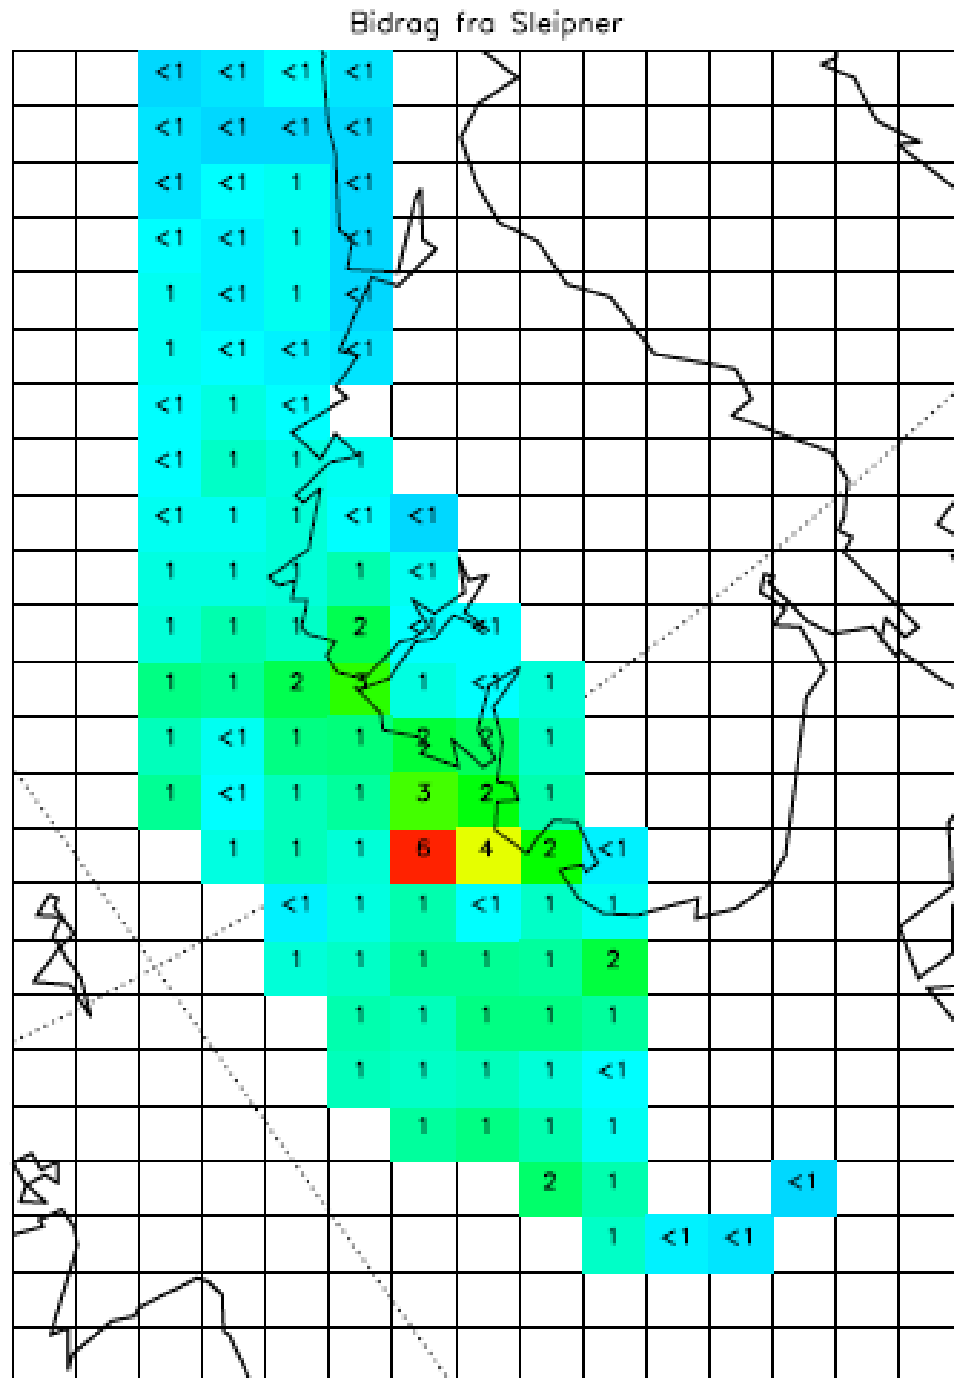 Bidrag fra Sleipner
<1 <1 <1 <1
<1 <1 <1 <1
<1 <1 1 <1
<1 <1 1 <1
1 <1 1 <1
1 <1 <1 <1
<1 1 <1
<1 1 1 1
<1 1 1 <1 <1
1 1 1 1 <1
1 1 1 2 <1
1 1 2 1 <1 1
1 <1 1 1 2 2 1
1 <1 1 1 3 2 1
1 1 1 6 4 2 <1
<1 1 1 <1 1 1
1 1 1 1 1 2
1 1 1 1 1
1 1 1 1 <1
1 1 1 1
2 1 <1
1 <1 <1